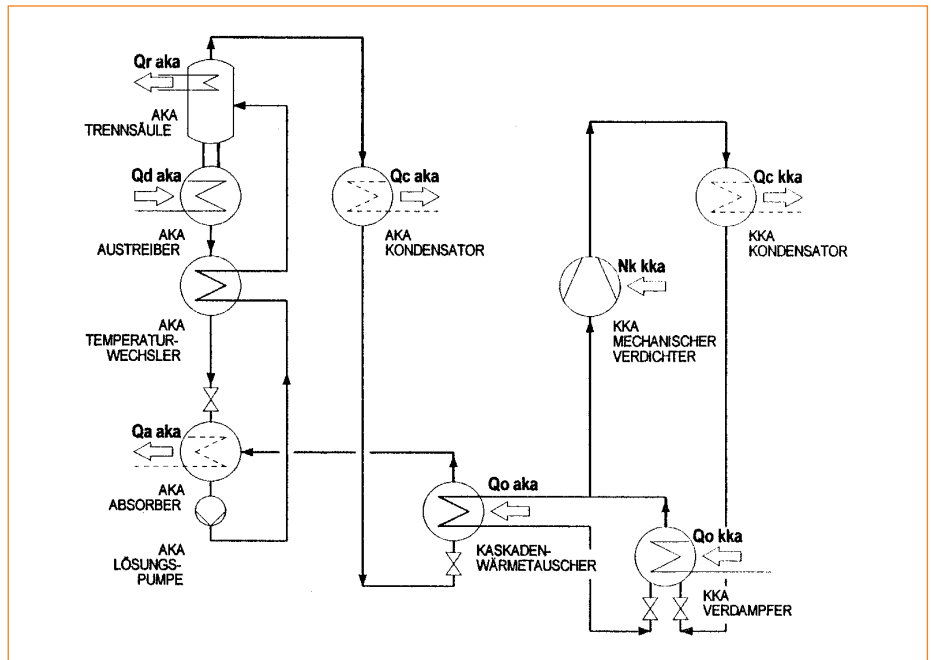 Qr aka
AKA
TRENNSÄULE
Qd aka
AKA
AUSTREIBER
AKA
TEMPERATUR-
WECHSLER
Qa aka
AKA
ABSORBER
AKA
LÖSUNGS-
PUMPE
Qc aka
AKA
KONDENSATOR
Qo aka
KASKADEN-
WÄRMETAUSCHER
Nk kka
KKA
MECHANISCHER
VERDICHTER
Qc kka
KKA
KONDENSATOR
Qo kka
KKA
VERDAMPFER